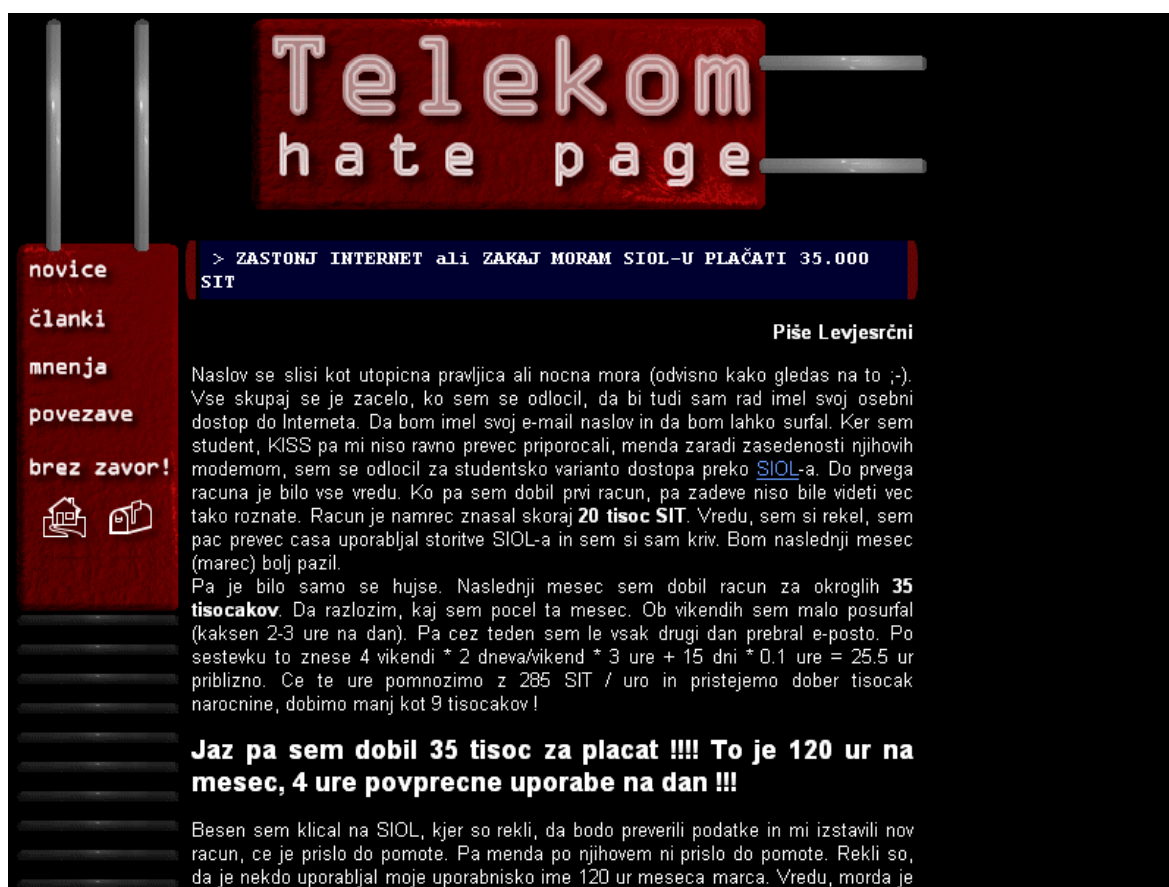 Telekom
hate page
novice
članki
mnenja
povezave
brez zavor!
> ZASTONJ INTERNET ali ZAKAJ MORAM SIOL-U PLAČATI 35.000
SIT
Piše Levjesrčni
Naslov se slisi kot utopicna pravljica ali nocna mora (odvisno kako gledas na to ;-).
Vse skupaj se je zacelo, ko sem se odlocil, da bi tudi sam rad imel svoj osebni
dostop do Interneta. Da bom imel svoj e-mail naslov in da bom lahko surfal. Ker sem
student, KISS pa mi niso ravno prevec priporocali, menda zaradi zasedenosti njihovih
modemom, sem se odlocil za studentsko varianto dostopa preko SIOL-a. Do prvega
racuna je bilo vse vredu. Ko pa sem dobil prvi racun, pa zadeve niso bile videti vec
tako roznate. Racun je namrec znasal skoraj 20 tisoc SIT. Vredu, sem si rekel, sem
pac prevec casa uporabljal storitve SIOL-a in sem si sam kriv. Bom naslednji mesec
(marec) bolj pazil.
Pa je bilo samo se hujse. Naslednji mesec sem dobil racun za okroglih 35
tisocakov. Da razlozim, kaj sem pocel ta mesec. Ob vikendih sem malo posurfal
(kaksen 2-3 ure na dan). Pa cez teden sem le vsak drugi dan prebral e-posto. Po
sestevku to znese 4 vikendi * 2 dneva/vikend * 3 ure + 15 dni * 0.1 ure = 25.5 ur
priblizno. Ce te ure pomnozimo z 285 SIT / uro in pristejemo dober tisocak
narocnine, dobimo manj kot 9 tisocakov !
Jaz pa sem dobil 35 tisoc za placat !!!! To je 120 ur na
mesec, 4 ure povprecne uporabe na dan !!!
Besen sem klical na SIOL, kjer so rekli, da bodo preverili podatke in mi izstavili nov
racun, ce je prislo do pomote. Pa menda po njihovem ni prislo do pomote. Rekli so,
da je nekdo uporabljal moje uporabnisko ime 120 ur meseca marca. Vredu, morda je